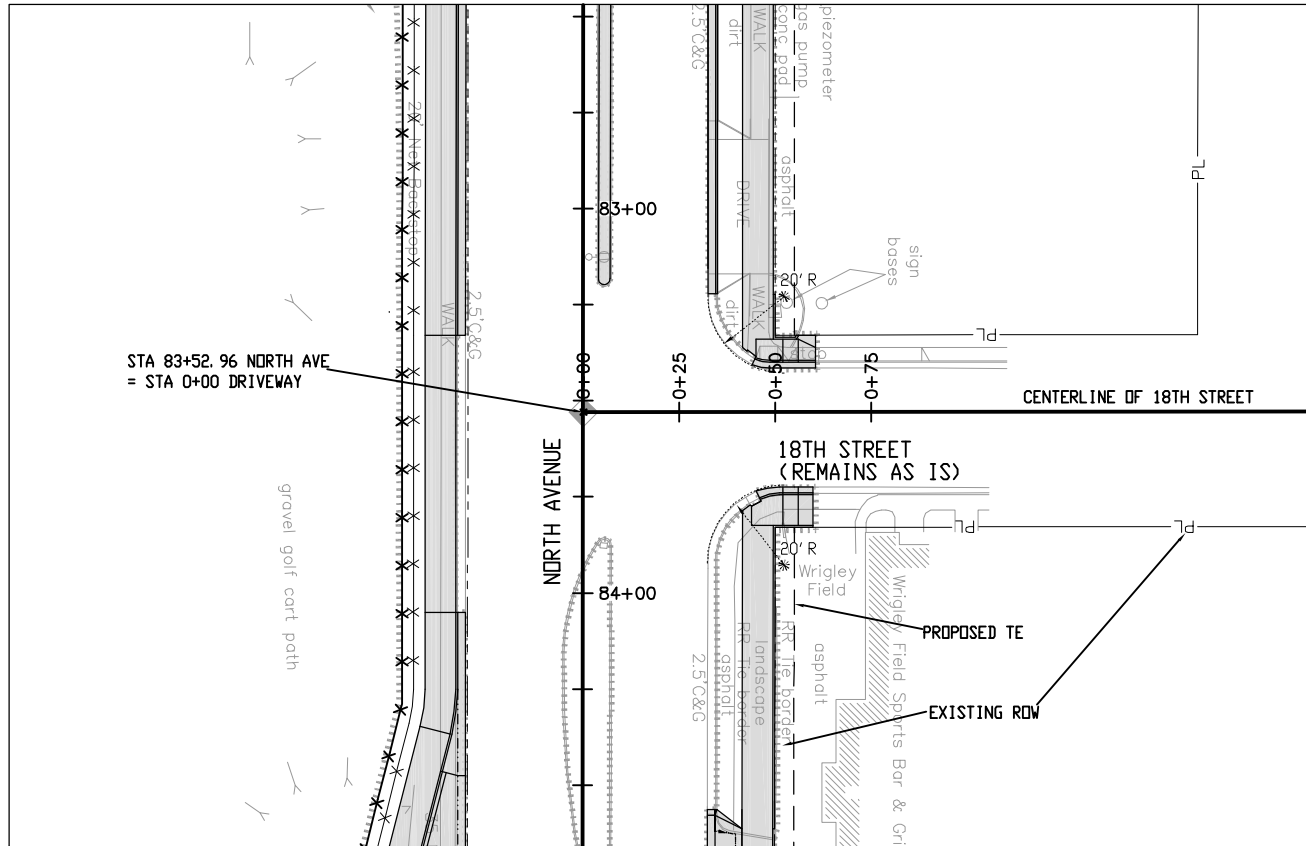 piezometer
gas pump
conc pad
WALK
dirt
2.5'C&G
20' Net Backstop
asphalt
DRIVE
83+00
sign
bases
20' R
WALK
dirt
2.5'C&G
WALK
PL
PL
STA 83+52.96 NORTH AVE
= STA 0+00 DRIVEWAY
0+00
0+25
0+50
0+75
CENTERLINE OF 18TH STREET
NORTH AVENUE
18TH STREET
(REMAINS AS IS)
PL
PL
gravel golf cart path
20' R
Wrigley
Field
84+00
PROPOSED TE
EXISTING ROW
2.5'C&G
asphalt
RR Tie border
landscape
RR Tie border
asphalt
Wrigley Field Sports Bar & Gri